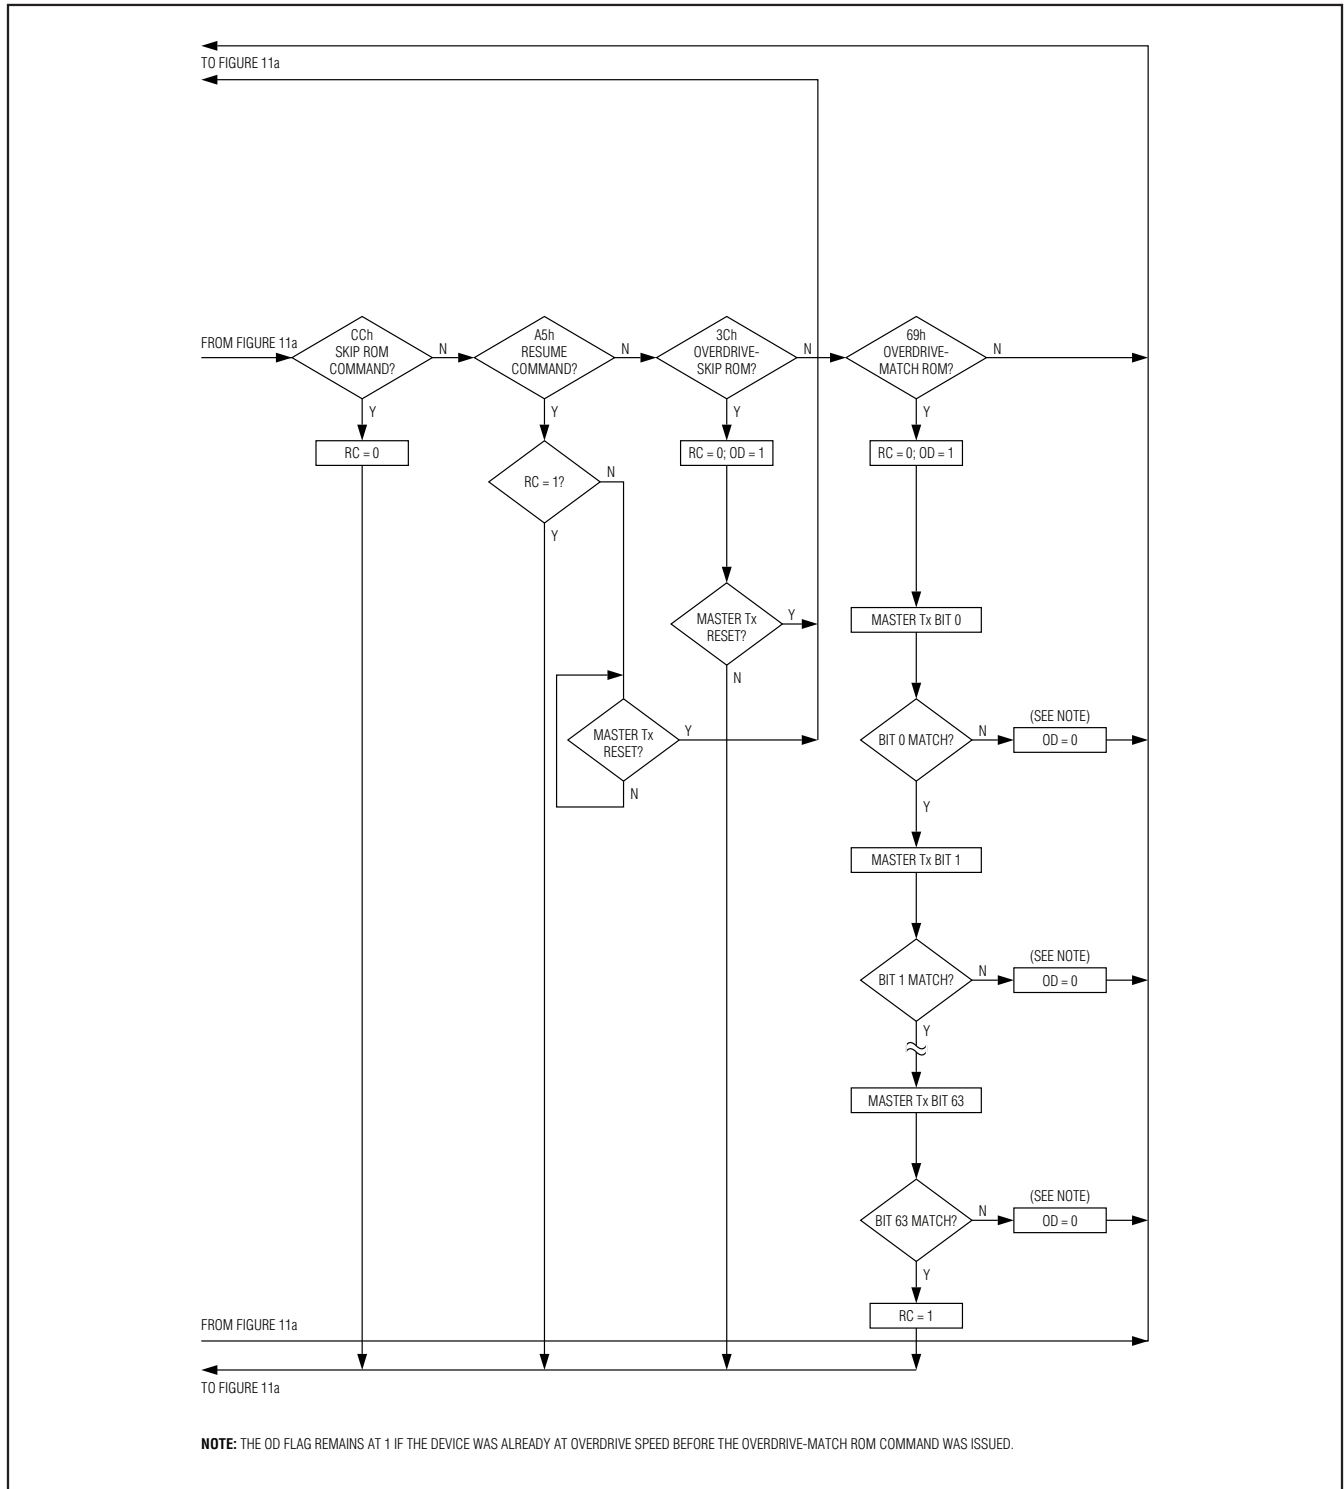 TO FIGURE 11a
FROM FIGURE 11a
CCh
SKIP ROM
COMMAND?
N
A5h
RESUME
COMMAND?
N
3Ch
OVERDRIVE-
SKIP ROM?
N
69h
OVERDRIVE-
MATCH ROM?
N
Y
Y
Y
Y
RC = 0
RC = 1?
N
Y
RC = 0; OD = 1
RC = 0; OD = 1
MASTER Tx
RESET?
Y
N
MASTER Tx BIT 0
MASTER Tx
RESET?
Y
N
BIT 0 MATCH?
N
(SEE NOTE)
OD = 0
Y
MASTER Tx BIT 1
BIT 1 MATCH?
N
(SEE NOTE)
OD = 0
Y
MASTER Tx BIT 63
BIT 63 MATCH?
N
(SEE NOTE)
OD = 0
Y
RC = 1
FROM FIGURE 11a
TO FIGURE 11a
NOTE: THE OD FLAG REMAINS AT 1 IF THE DEVICE WAS ALREADY AT OVERDRIVE SPEED BEFORE THE OVERDRIVE-MATCH ROM COMMAND WAS ISSUED.